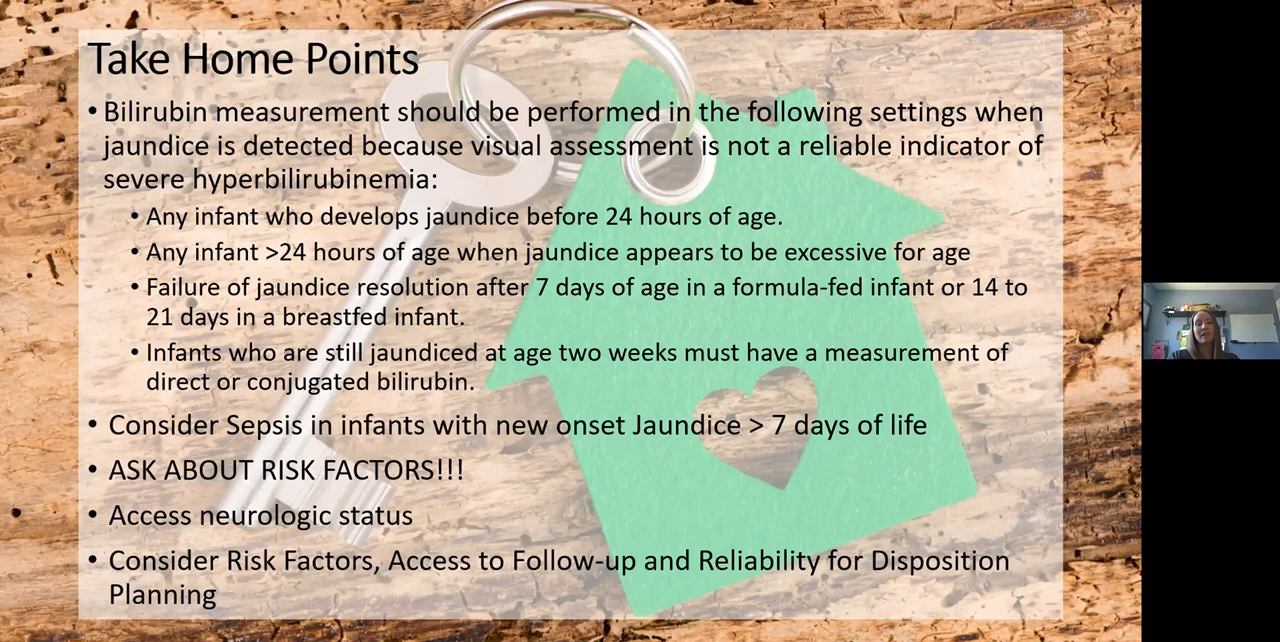 Take Home Points
• Bilirubin measurement should be performed in the following settings when
jaundice is detected because visual assessment is not a reliable indicator of
severe hyperbilirubinemia:
• Any infant who develops jaundice before 24 hours of age.
• Any infant >24 hours of age when jaundice appears to be excessive for age
• Failure of jaundice resolution after 7 days of age in a formula-fed infant or 14 to
21 days in a breastfed infant.
• Infants who are still jaundiced at age two weeks must have a measurement of
direct or conjugated bilirubin.
• Consider Sepsis in infants with new onset Jaundice > 7 days of life
• ASK ABOUT RISK FACTORS!!!
• Access neurologic status
• Consider Risk Factors, Access to Follow-up and Reliability for Disposition
Planning